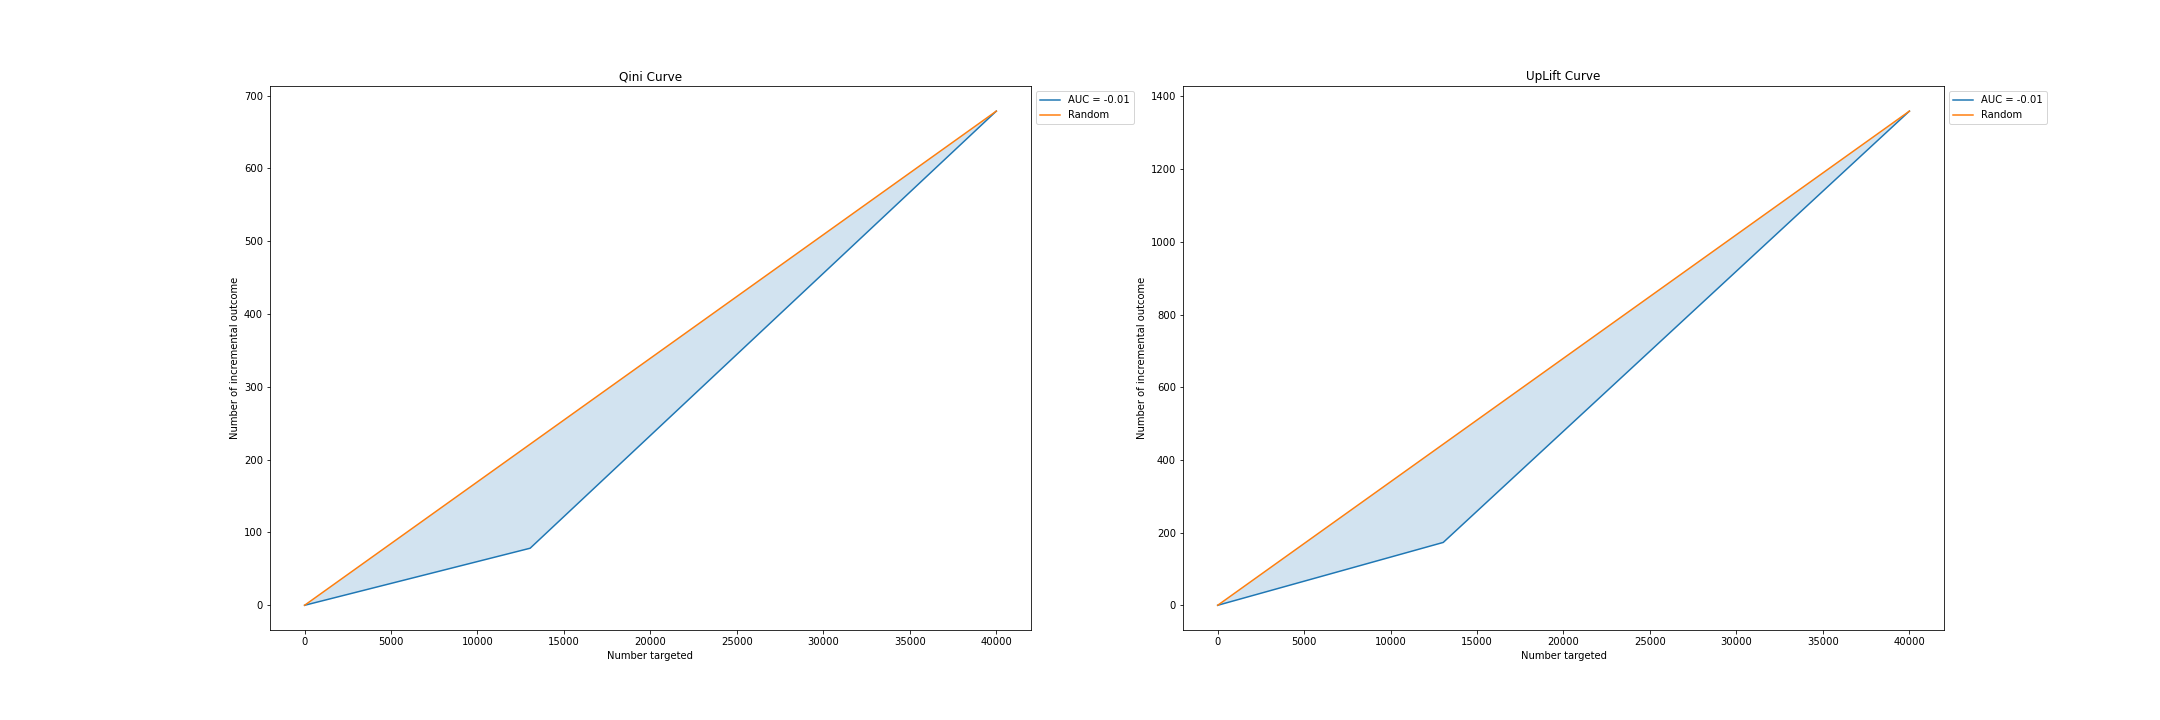 Qini Curve
700
600
500
400
300
200
100
0
Number of incremental outcome
0 5000 10000 15000 20000 25000 30000 35000 40000
Number targeted
AUC = -0.01
Random
UpLift Curve
1400
1200
1000
800
600
400
200
0
Number of incremental outcome
0 5000 10000 15000 20000 25000 30000 35000 40000
Number targeted
AUC = -0.01
Random